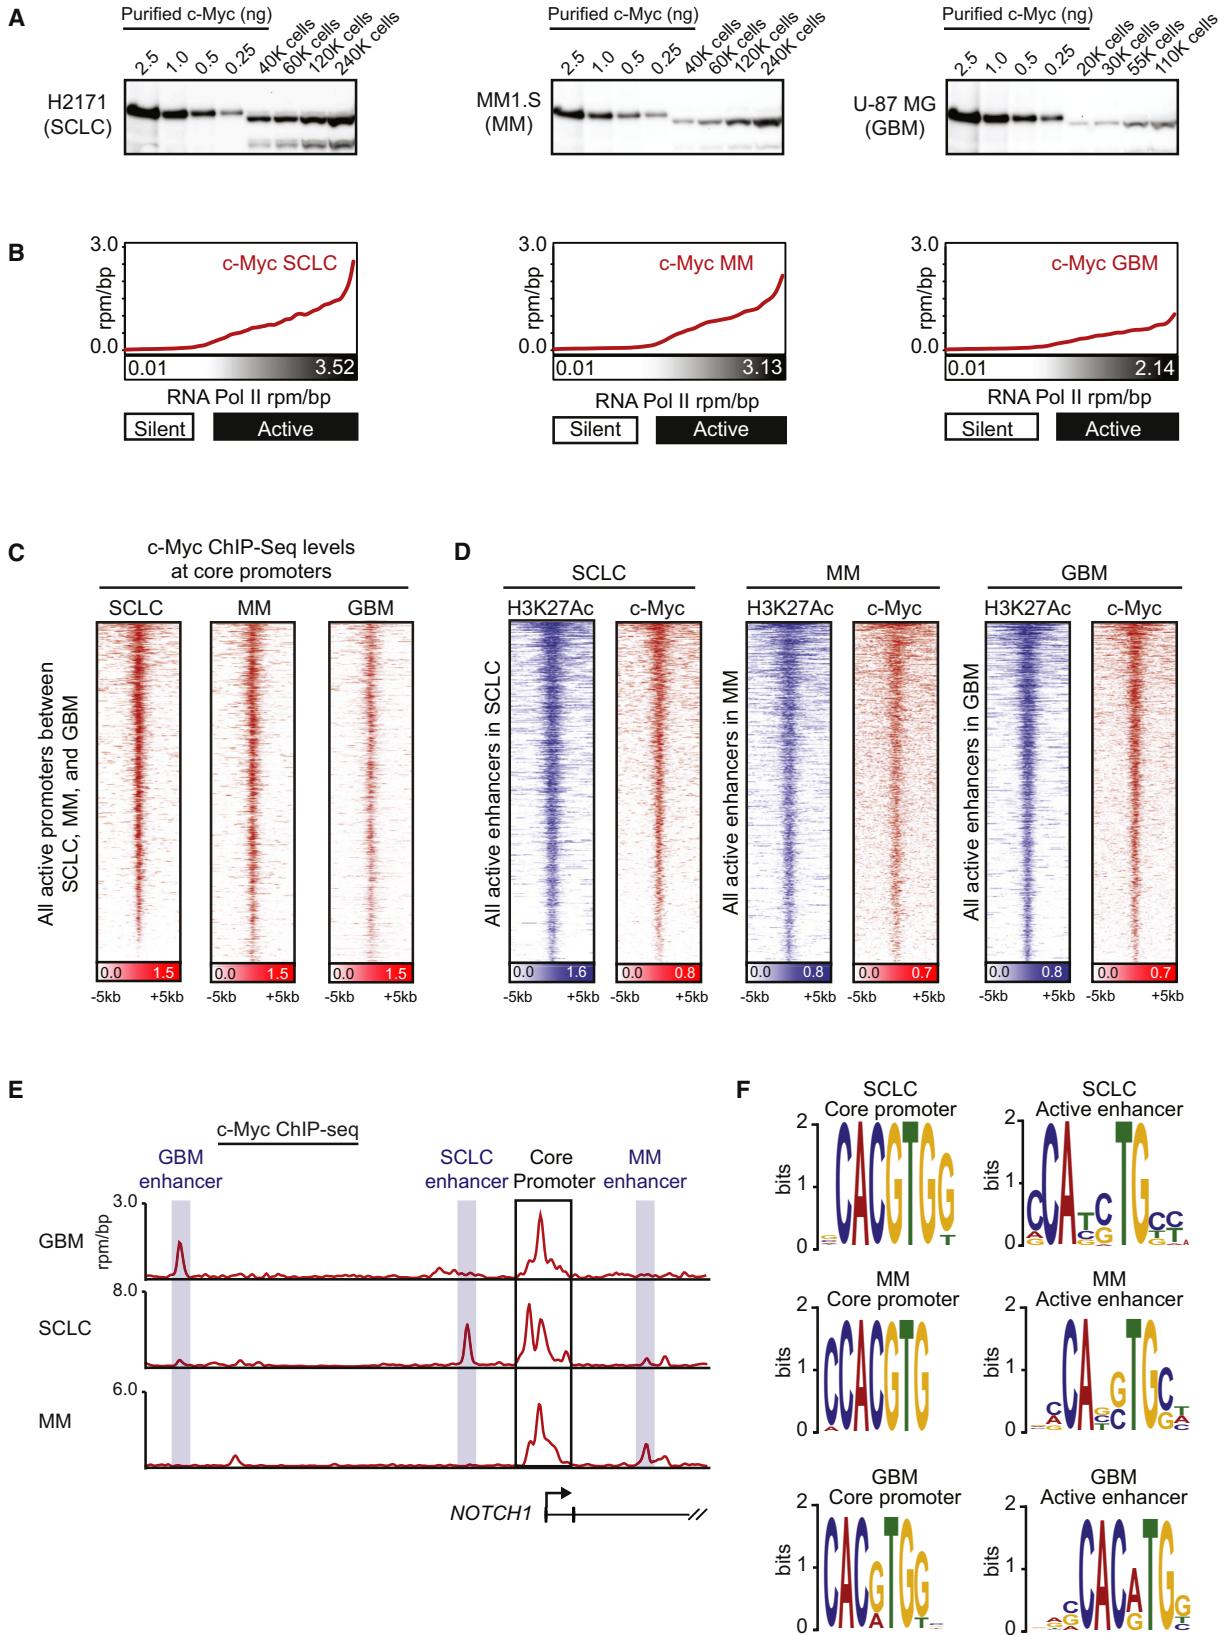 A
Purified c-Myc (ng)
2.5 1.0 0.5 0.25 40K cells 60K cells 120K cells 240K cells
H2171
(SCLC)
Purified c-Myc (ng)
2.5 1.0 0.5 0.25 40K cells 60K cells 120K cells 240K cells
MM1.S
(MM)
Purified c-Myc (ng)
2.5 1.0 0.5 0.25 20K cells 30K cells 55K cells 110K cells
U-87 MG
(GBM)
B
3.0
rpm/bp
0.0
c-Myc SCLC
0.01 3.52
RNA Pol II rpm/bp
Silent Active
3.0
rpm/bp
0.0
c-Myc MM
0.01 3.13
RNA Pol II rpm/bp
Silent Active
3.0
rpm/bp
0.0
c-Myc GBM
0.01 2.14
RNA Pol II rpm/bp
Silent Active
C
c-Myc ChIP-Seq levels
at core promoters
SCLC MM GBM
All active promoters between
SCLC, MM, and GBM
0.0 1.5 0.0 1.5 0.0 1.5
-5kb +5kb -5kb +5kb -5kb +5kb
D
SCLC MM GBM
H3K27Ac c-Myc H3K27Ac c-Myc H3K27Ac c-Myc
All active enhancers in SCLC
All active enhancers in MM
All active enhancers in GBM
0.0 1.6 0.0 0.8 0.0 0.8 0.0 0.7 0.0 0.8 0.0 0.7
-5kb +5kb -5kb +5kb -5kb +5kb -5kb +5kb -5kb +5kb -5kb +5kb
E
c-Myc ChIP-seq
GBM
enhancer
SCLC
enhancer
Core
Promoter
MM
enhancer
3.0
rpm/bp
GBM
8.0
SCLC
6.0
MM
NOTCH1
F
SCLC
Core promoter
2
bits
1
0
CACGTGG
T
SCLC
Active enhancer
2
bits
1
0
CCATCTGCC
MM
Core promoter
2
bits
1
0
CCACGTG
MM
Active enhancer
2
bits
1
0
CAGTGC
GBM
Core promoter
2
bits
1
0
CACGTGG
A T
GBM
Active enhancer
2
bits
1
0
CCACATGG